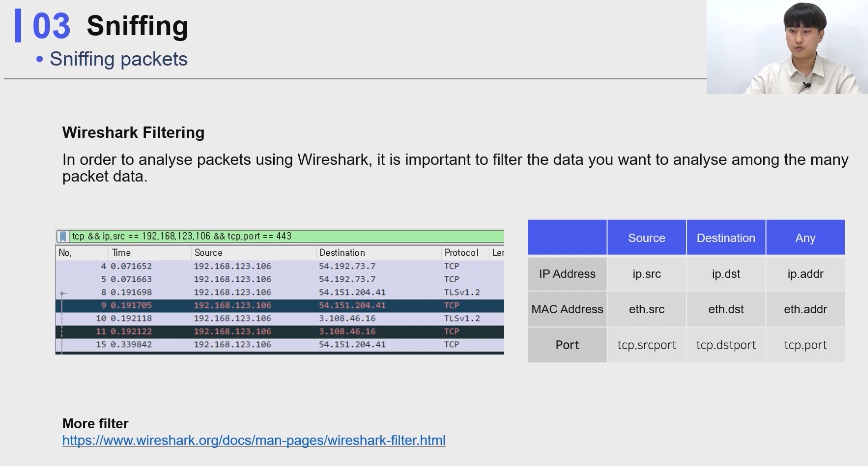 03 Sniffing
• Sniffing packets
Wireshark Filtering
In order to analyse packets using Wireshark, it is important to filter the data you want to analyse among the many
packet data.
tcp && ip,src == 192,168,123,106 && tcp,port == 443
No, Time Source Destination Protocol Ler
4 0.071652 192.168.123.106 54.192.73.7 TCP
5 0.071663 192.168.123.106 54.192.73.7 TCP
8 0.191698 192.168.123.106 54.151.204.41 TLSv1.2
9 0.191705 192.168.123.106 54.151.204.41 TCP
10 0.192118 192.168.123.106 3.108.46.16 TLSv1.2
11 0.192122 192.168.123.106 3.108.46.16 TCP
15 0.339842 192.168.123.106 54.151.204.41 TCP
Source Destination Any
IP Address ip.src ip.dst ip.addr
MAC Address eth.src eth.dst eth.addr
Port tcp.srcport tcp.dstport tcp.port
More filter
https://www.wireshark.org/docs/man-pages/wireshark-filter.html